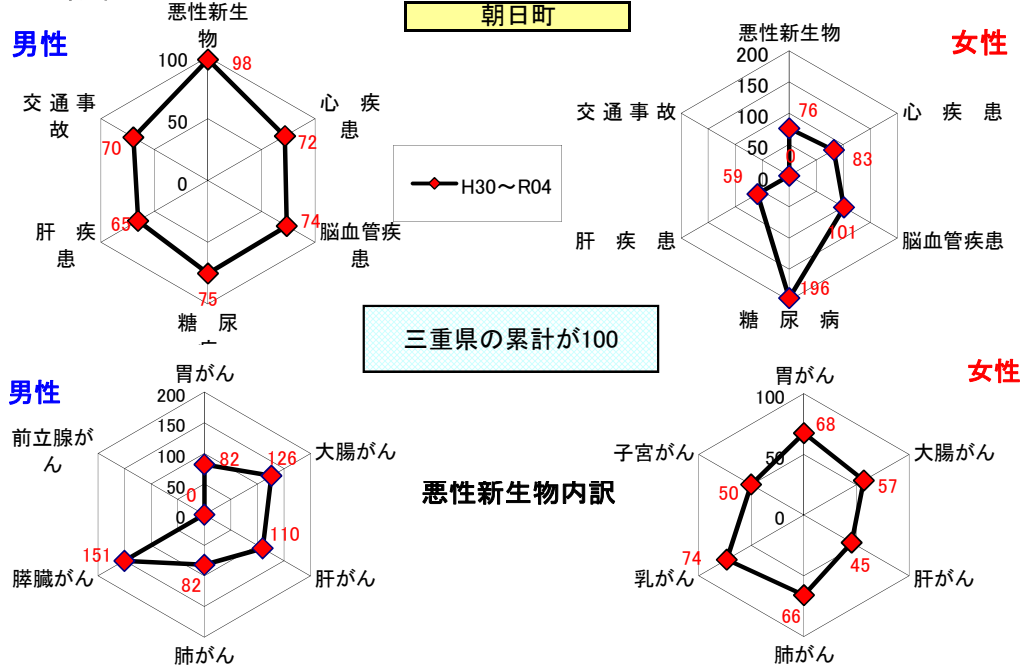 朝日町
男性
悪性新生
物
100
98
心　疾
患
72
50
0
脳血管疾
患
74
糖　尿
75
肝　疾
患
65
交通事
故
70
H30～R04
女性
悪性新生物
200
150
100
50
0
76
心　疾　患
83
脳血管疾患
101
糖　尿　病
196
肝　疾　患
59
交通事故
0
三重県の累計が100
男性
胃がん
200
150
100
50
0
82
大腸がん
126
肝がん
110
肺がん
82
膵臓がん
151
前立腺が
ん
0
悪性新生物内訳
女性
胃がん
100
50
0
68
大腸がん
57
肝がん
45
肺がん
66
乳がん
74
子宮がん
50